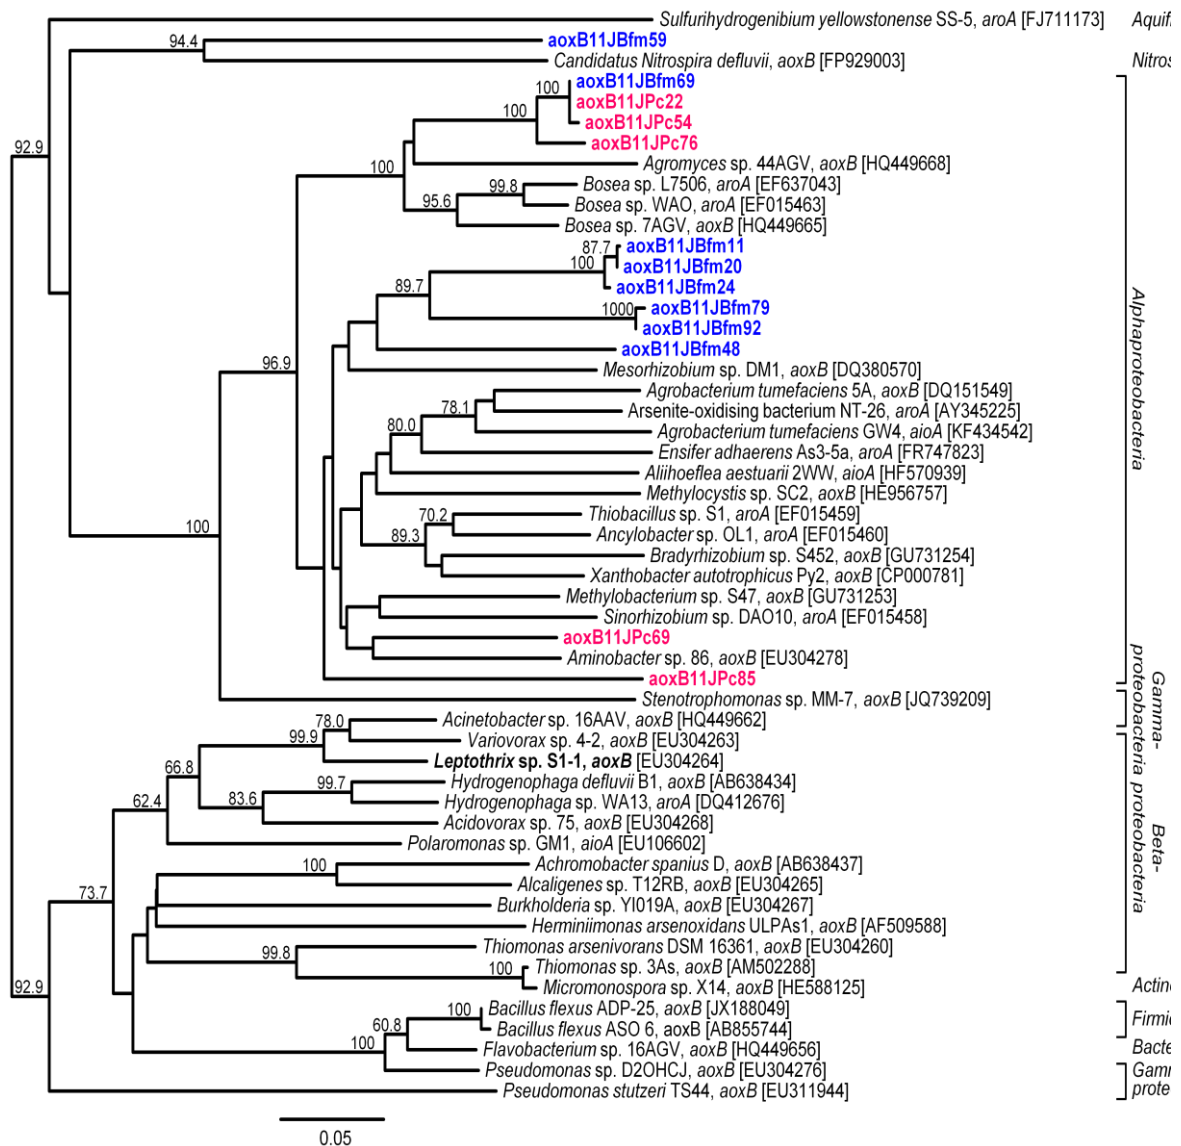 Sulfurihydrogenibium yellowstonense SS-5, aroA [FJ711173]
Aquifi
94.4
aoxB11JBfm59
Candidatus Nitrospira defluvii, aoxB [FP929003]
Nitros
100
aoxB11JBfm69
aoxB11JPc22
100
aoxB11JPc54
92.9
aoxB11JPc76
100
Agromyces sp. 44AGV, aoxB [HQ449668]
99.8
Bosea sp. L7506, aroA [EF637043]
95.6
Bosea sp. WAO, aroA [EF015463]
Bosea sp. 7AGV, aoxB [HQ449665]
87.7
aoxB11JBfm11
100
aoxB11JBfm20
89.7
aoxB11JBfm24
1000
aoxB11JBfm79
aoxB11JBfm92
aoxB11JBfm48
96.9
Mesorhizobium sp. DM1, aoxB [DQ380570]
Alphaproteobacteria
Agrobacterium tumefaciens 5A, aoxB [DQ151549]
78.1
Arsenite-oxidising bacterium NT-26, aroA [AY345225]
80.0
Agrobacterium tumefaciens GW4, aioA [KF434542]
Ensifer adhaerens As3-5a, aroA [FR747823]
Aliihoeflea aestuarii 2WW, aioA [HF570939]
Methylocystis sp. SC2, aoxB [HE956757]
70.2
Thiobacillus sp. S1, aroA [EF015459]
100
89.3
Ancylobacter sp. OL1, aroA [EF015460]
Bradyrhizobium sp. S452, aoxB [GU731254]
Xanthobacter autotrophicus Py2, aoxB [CP000781]
Methylobacterium sp. S47, aoxB [GU731253]
Sinorhizobium sp. DAO10, aroA [EF015458]
aoxB11JPc69
Aminobacter sp. 86, aoxB [EU304278]
aoxB11JPc85
Stenotrophomonas sp. MM-7, aoxB [JQ739209]
Gamma-
proteobacteria
78.0
Acinetobacter sp. 16AAV, aoxB [HQ449662]
99.9
Variovorax sp. 4-2, aoxB [EU304263]
66.8
Leptothrix sp. S1-1, aoxB [EU304264]
99.7
Hydrogenophaga defluvii B1, aoxB [AB638434]
62.4
83.6
Hydrogenophaga sp. WA13, aroA [DQ412676]
Acidovorax sp. 75, aoxB [EU304268]
Polaromonas sp. GM1, aioA [EU106602]
Beta-
proteobacteria
100
Achromobacter spanius D, aoxB [AB638437]
73.7
Alcaligenes sp. T12RB, aoxB [EU304265]
Burkholderia sp. YI019A, aoxB [EU304267]
Herminiimonas arsenoxidans ULPAs1, aoxB [AF509588]
99.8
Thiomonas arsenivorans DSM 16361, aoxB [EU304260]
100
Thiomonas sp. 3As, aoxB [AM502288]
92.9
Micromonospora sp. X14, aoxB [HE588125]
Actin
100
Bacillus flexus ADP-25, aoxB [JX188049]
60.8
Bacillus flexus ASO 6, aoxB [AB855744]
Firmic
100
Flavobacterium sp. 16AGV, aoxB [HQ449656]
Bacte
Pseudomonas sp. D2OHCJ, aoxB [EU304276]
Gamm
Pseudomonas stutzeri TS44, aoxB [EU311944]
prote
0.05